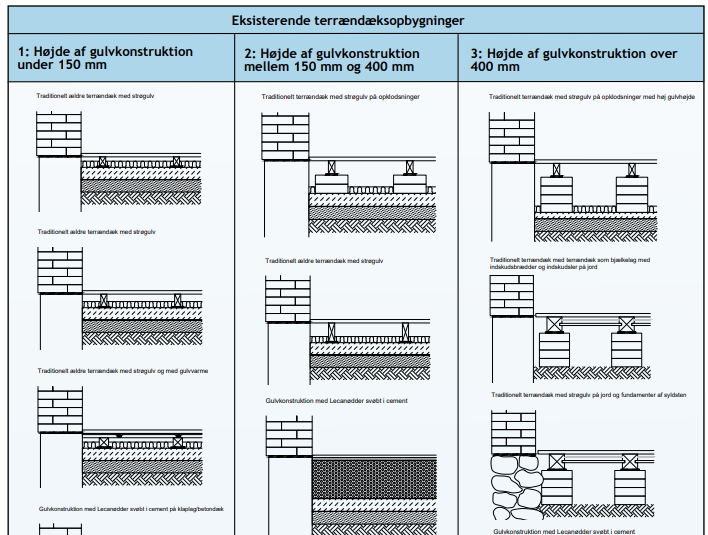 Eksisterende terrændæksopbygninger
1: Højde af gulvkonstruktion
under 150 mm
2: Højde af gulvkonstruktion
mellem 150 mm og 400 mm
3: Højde af gulvkonstruktion over
400 mm
Traditionelt ældre terrændæk med strøgulv
Traditionelt ældre terrændæk med strøgulv
Traditionelt ældre terrændæk med strøgulv og med gulvvarme
Gulvkonstruktion med Lecanødder svøbt i cement på klaplag/betondæk
Traditionelt terrændæk med strøgulv på opklodsninger
Traditionelt ældre terrændæk med strøgulv
Gulvkonstruktion med Lecanødder svøbt i cement
Traditionelt terrændæk med strøgulv på opklodsninger med høj gulvhøjde
Traditionelt terrændæk med terrændæk som bjælkelag med
indskudsbrædder og indskudsler på jord
Traditionelt terrændæk med strøgulv på jord og fundamenter af syldsten
Gulvkonstruktion med Lecanødder svøbt i cement